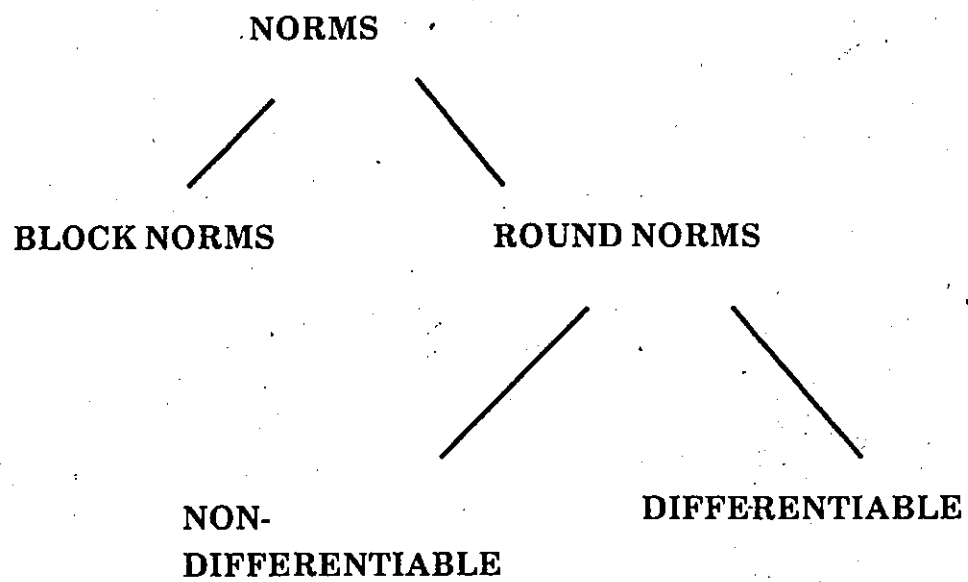 NORMS
BLOCK NORMS
ROUND NORMS
NON-
DIFFERENTIABLE
DIFFERENTIABLE